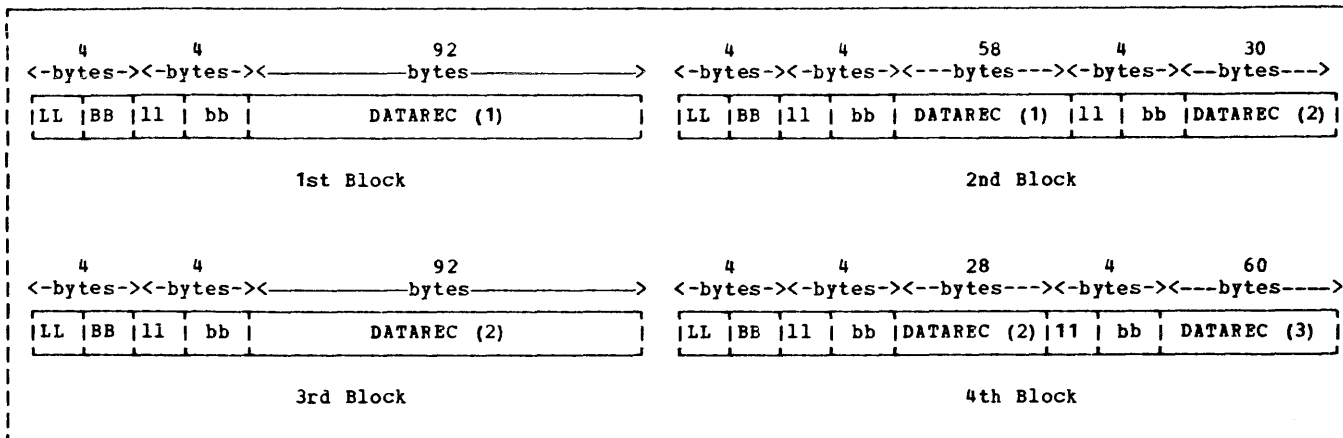 4 4 92 4 4 58 4 30
<-bytes-><-bytes-><————bytes————> <-bytes-><-bytes-><---bytes---><-bytes-><--bytes--->
|LL |BB |ll | bb | DATAREC (1) | |LL |BB |ll | bb | DATAREC (1) |ll | bb |DATAREC (2)|
1st Block 2nd Block
4 4 92 4 4 28 4 60
<-bytes-><-bytes-><————bytes————> <-bytes-><-bytes-><--bytes---><-bytes-><---bytes---->
|LL |BB |ll | bb | DATAREC (2) | |LL |BB |ll | bb |DATAREC (2)|ll | bb | DATAREC (3) |
3rd Block 4th Block